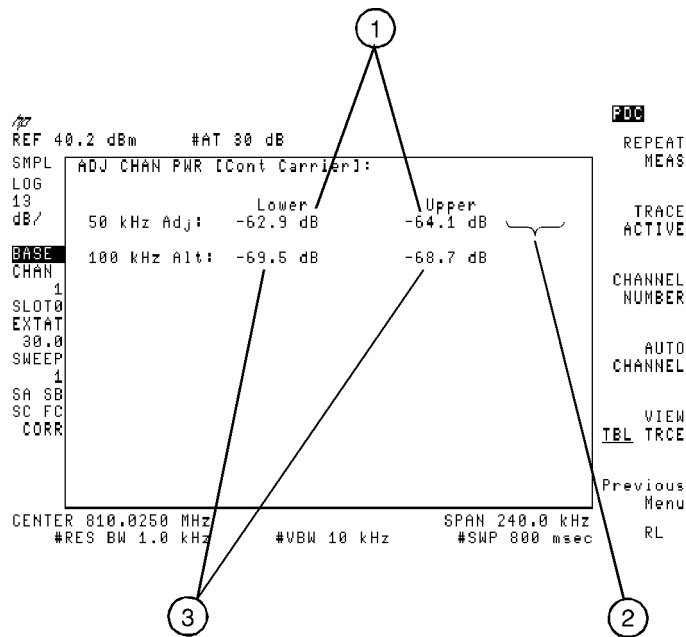 1
hp
PDC
REF 40.2 dBm #AT 30 dB
REPEAT
MEAS
SMPL
LOG
13
dB/
ADJ CHAN PWR [Cont Carrier]:
Lower Upper
50 kHz Adj: -62.9 dB -64.1 dB
100 kHz Alt: -69.5 dB -68.7 dB
TRACE
ACTIVE
BASE
CHAN
1
SLOT0
EXTAT
30.0
SWEEP
1
SA SB
SC FC
CORR
CHANNEL
NUMBER
AUTO
CHANNEL
VIEW
TBL TRCE
Previous
Menu
CENTER 810.0250 MHz SPAN 240.0 kHz
#RES BW 1.0 kHz #VBW 10 kHz #SWP 800 msec
RL
3 2